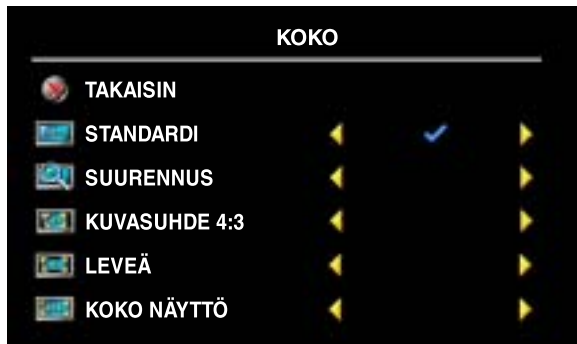 KOKO
TAKAISIN
STANDARDI
SUURENNUS
KUVASUHDE 4:3
LEVEÄ
KOKO NÄYTTÖ